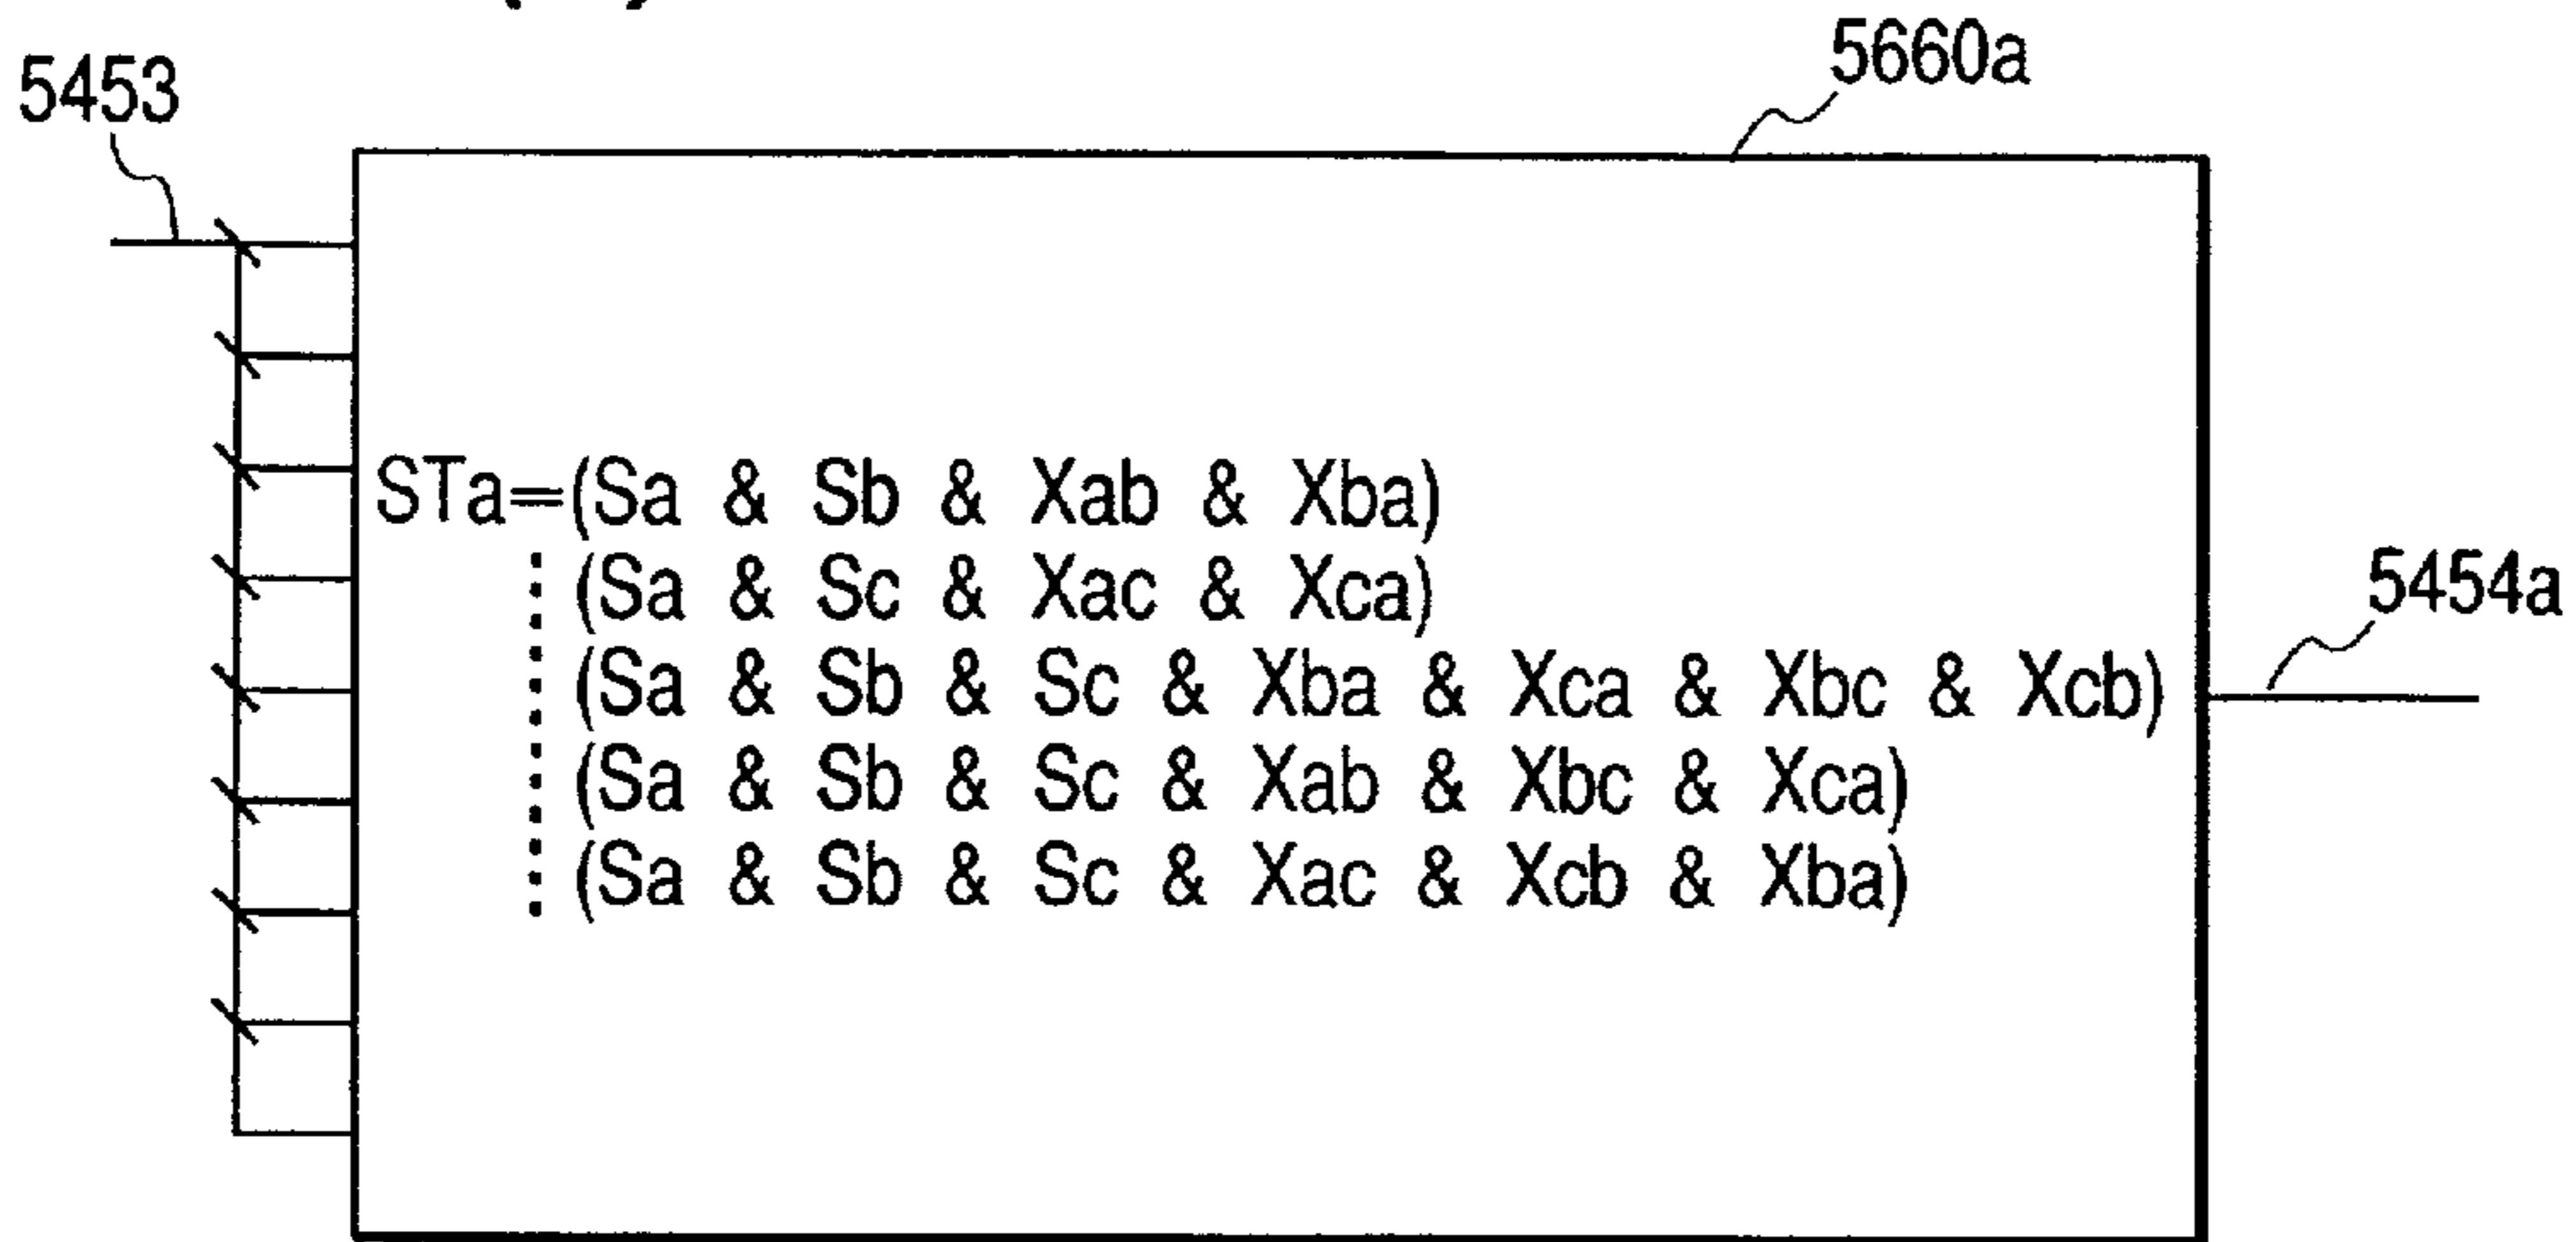 5660a
5453
STa=(Sa & Sb & Xab & Xba)
¦ (Sa & Sc & Xac & Xca)
¦ (Sa & Sb & Sc & Xba & Xca & Xbc & Xcb)
¦ (Sa & Sb & Sc & Xab & Xbc & Xca)
¦ (Sa & Sb & Sc & Xac & Xcb & Xba)
5454a